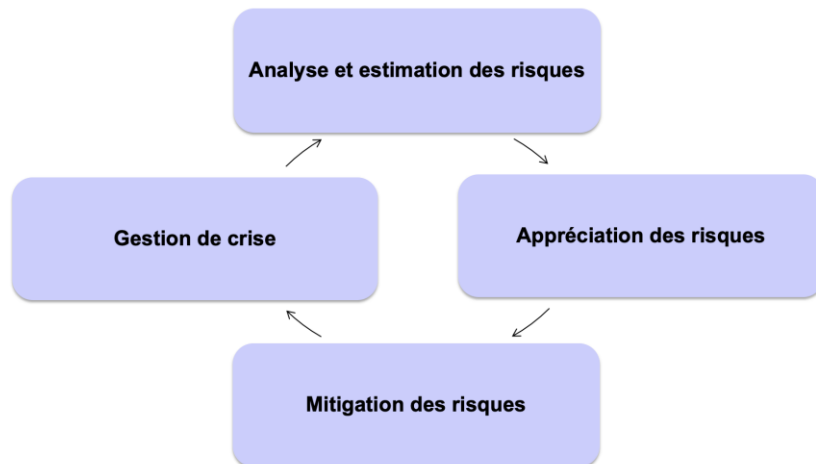 Analyse et estimation des risques
Gestion de crise
Appréciation des risques
Mitigation des risques